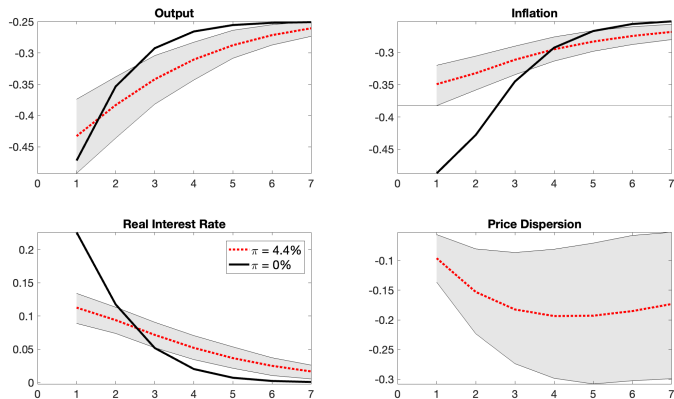 Output
-0.25
-0.3
-0.35
-0.4
-0.45
0 1 2 3 4 5 6 7
Inflation
-0.3
-0.35
-0.4
-0.45
0 1 2 3 4 5 6 7
Real Interest Rate
0.2
0.15
0.1
0.05
0
π = 4.4%
π = 0%
0 1 2 3 4 5 6 7
Price Dispersion
-0.1
-0.15
-0.2
-0.25
-0.3
0 1 2 3 4 5 6 7